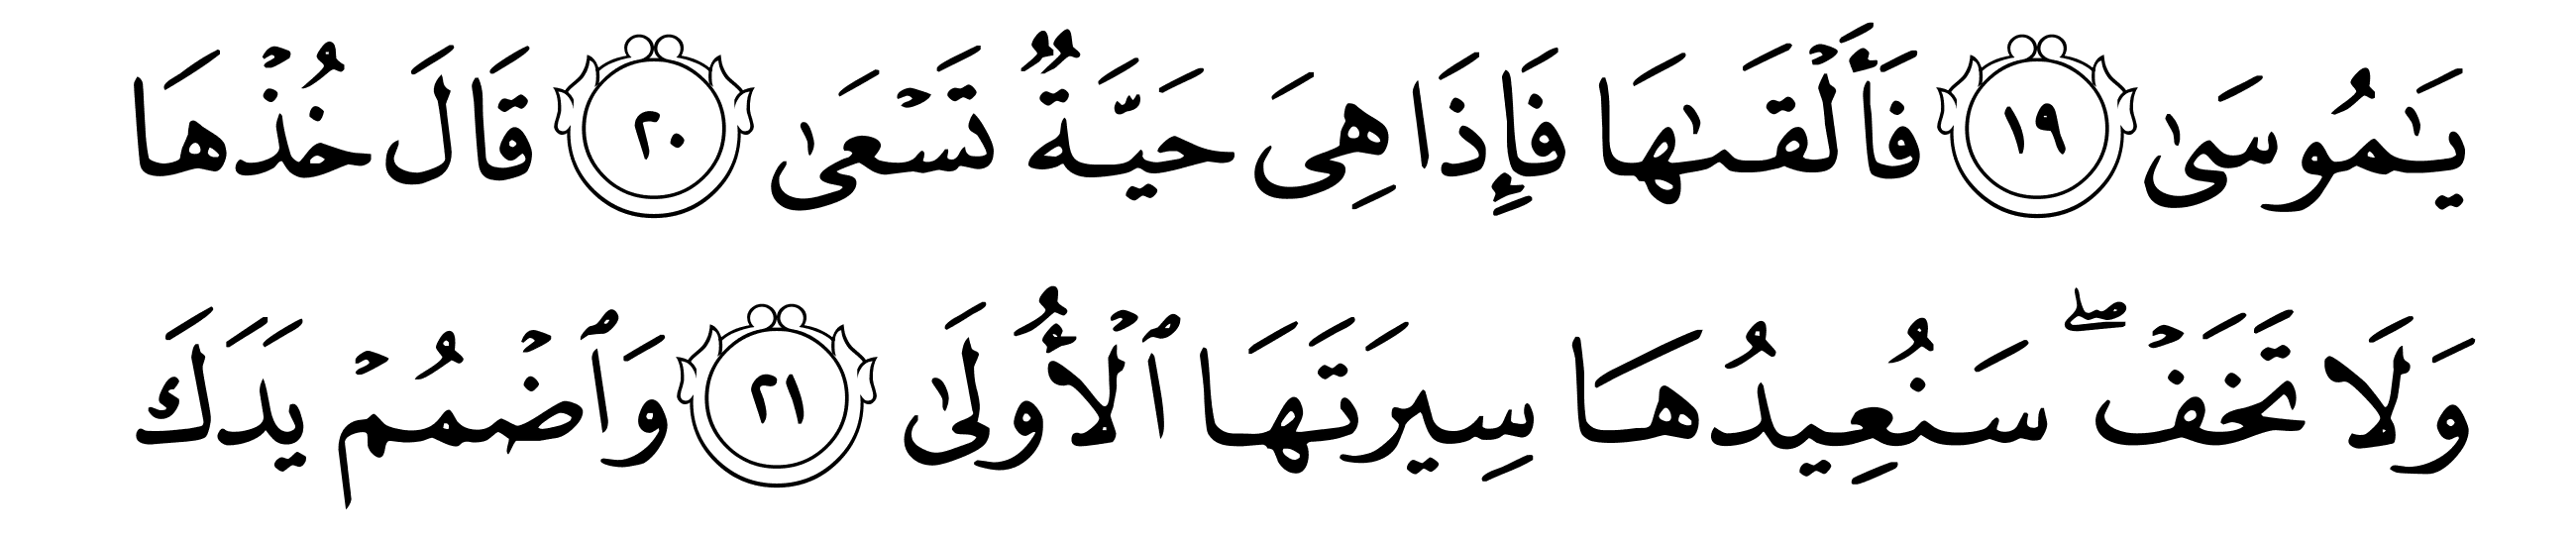 يَـٰمُوسَىٰ ١٩ فَأَلْقَىٰهَا فَإِذَا هِىَ حَيَّةٌ تَسْعَىٰ ٢٠ قَالَ خُذْهَا
وَلَا تَخَفْ ۖ سَنُعِيدُهَا سِيرَتَهَا ٱلْأُولَىٰ ٢١ وَٱضْمُمْ يَدَكَ